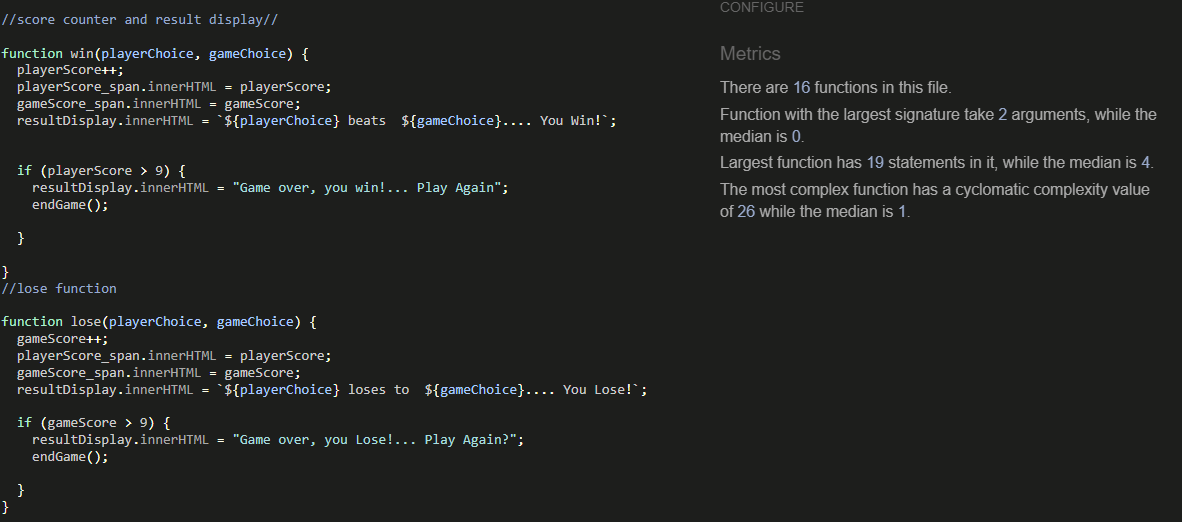 //score counter and result display//
function win(playerChoice, gameChoice) {
playerScore++;
playerScore_span.innerHTML = playerScore;
gameScore_span.innerHTML = gameScore;
resultDisplay.innerHTML = `${playerChoice} beats  ${gameChoice}.... You Win!`;
if (playerScore > 9) {
resultDisplay.innerHTML = "Game over, you win!... Play Again";
endGame();
}
}
//lose function
function lose(playerChoice, gameChoice) {
gameScore++;
playerScore_span.innerHTML = playerScore;
gameScore_span.innerHTML = gameScore;
resultDisplay.innerHTML = `${playerChoice} loses to  ${gameChoice}.... You Lose!`;
if (gameScore > 9) {
resultDisplay.innerHTML = "Game over, you Lose!... Play Again?";
endGame();
}
}
CONFIGURE
Metrics
There are 16 functions in this file.
Function with the largest signature take 2 arguments, while the
median is 0.
Largest function has 19 statements in it, while the median is 4.
The most complex function has a cyclomatic complexity value
of 26 while the median is 1.